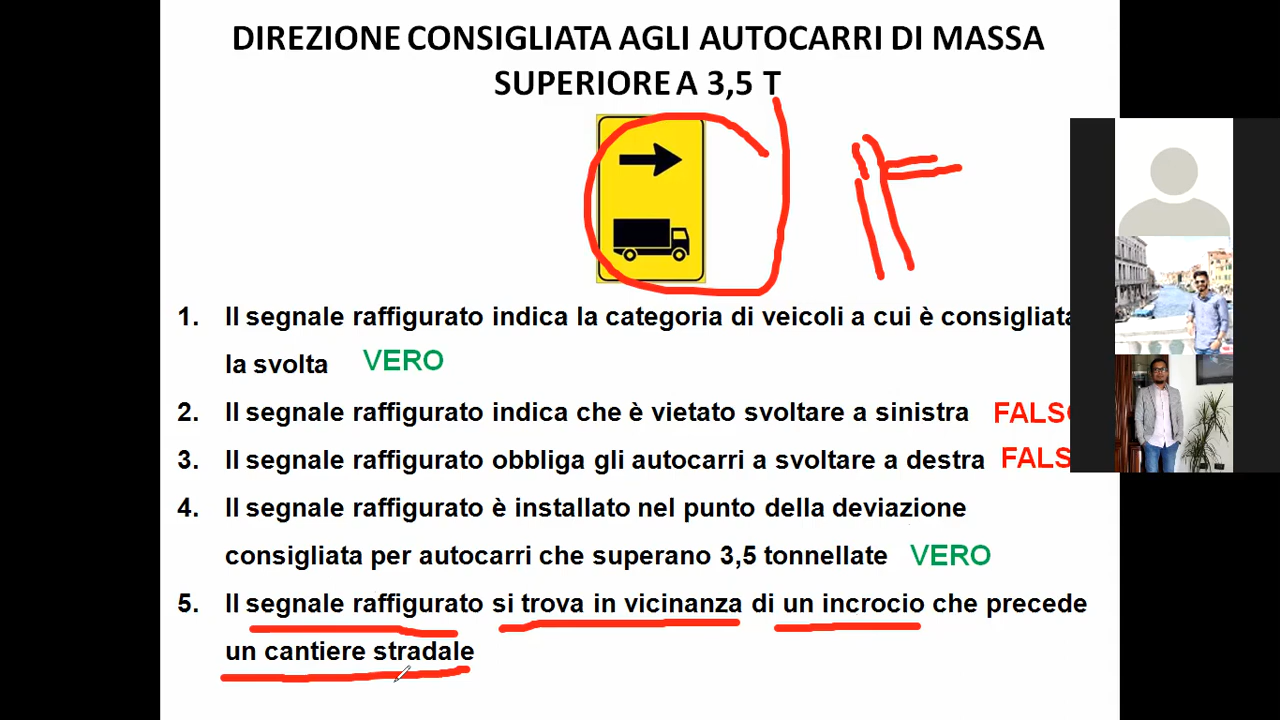 DIREZIONE CONSIGLIATA AGLI AUTOCARRI DI MASSA
SUPERIORE A 3,5 T
1. Il segnale raffigurato indica la categoria di veicoli a cui è consigliata
la svolta VERO
2. Il segnale raffigurato indica che è vietato svoltare a sinistra FALSO
3. Il segnale raffigurato obbliga gli autocarri a svoltare a destra FALS
4. Il segnale raffigurato è installato nel punto della deviazione
consigliata per autocarri che superano 3,5 tonnellate VERO
5. Il segnale raffigurato si trova in vicinanza di un incrocio che precede
un cantiere stradale